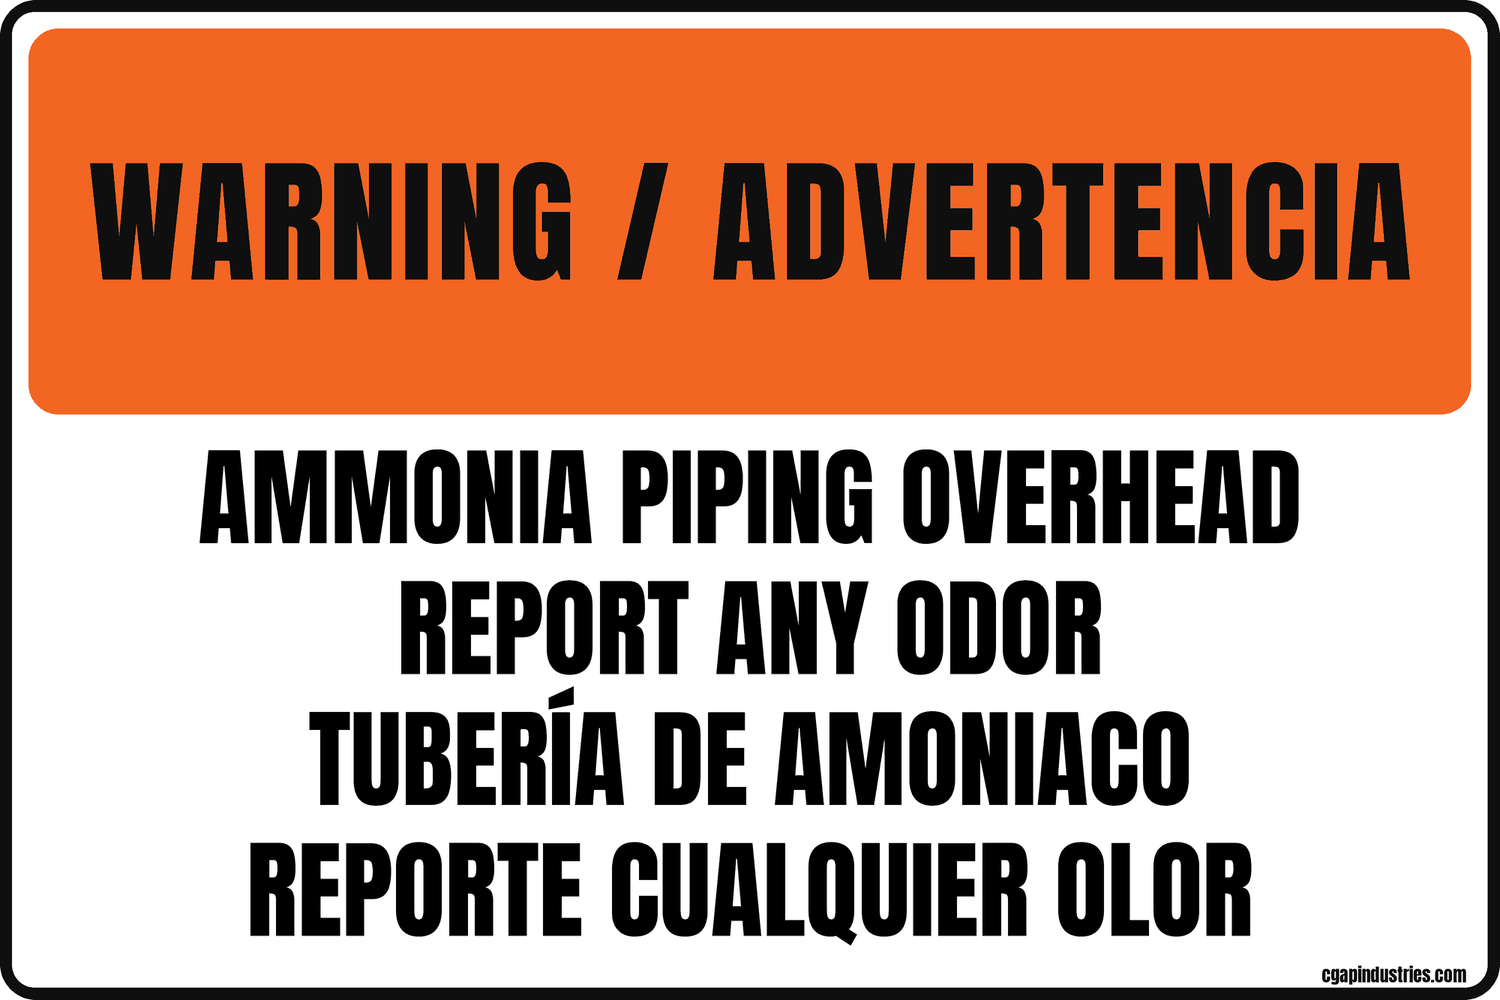 WARNING / ADVERTENCIA
AMMONIA PIPING OVERHEAD
REPORT ANY ODOR
TUBERÍA DE AMONIACO
REPORTE CUALQUIER OLOR
cgapindustries.com